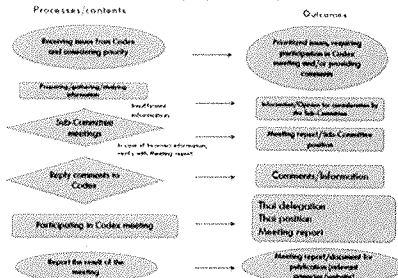 Processes/contents
Outcomes
Receiving issues from Codex
and considering priority
Prioritized issues, requiring
participation in Codex
meeting and/or providing
comments
Preparing/gathering/studying
information
Insufficient
information
Information/Opinion for consideration by
the Sub-Committee
Sub-Committee
meetings
Meeting report/Sub-Committee
position
In case of
information,
verify with Meeting report
Reply comments to
Codex
Comments/Information
Participating in Codex meeting
Thai delegation
Thai position
Meeting report
Report the result of the
meeting
Meeting report/document for
publication